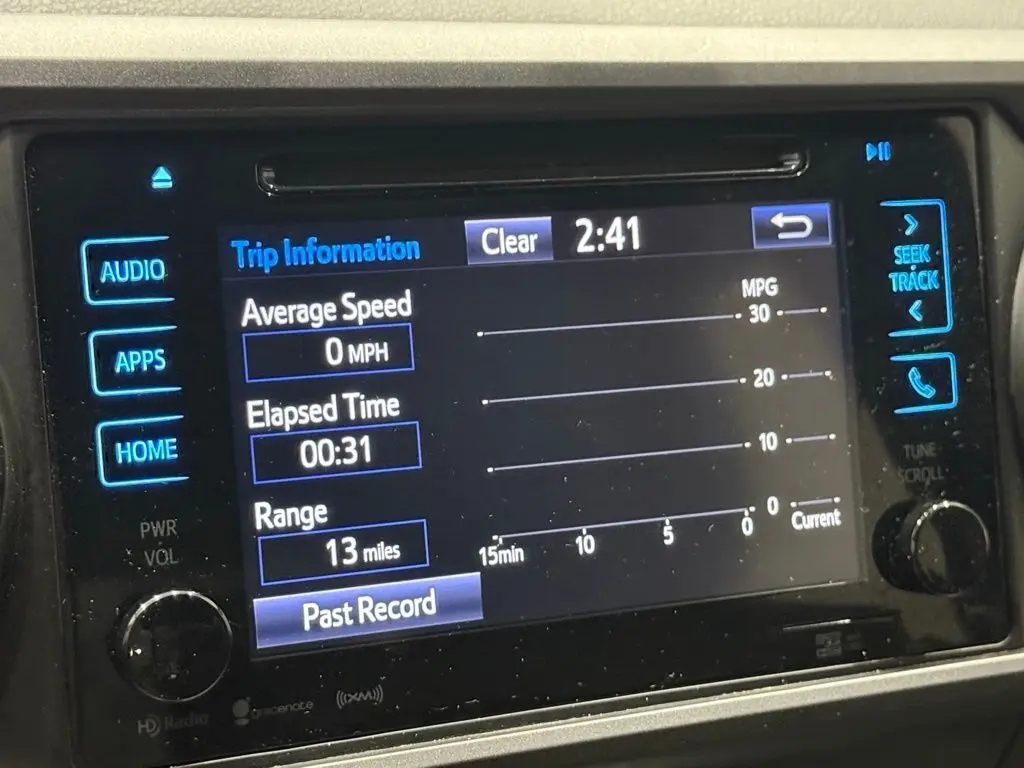 AUDIO
APPS
HOME
PWR
VOL
Trip Information
Clear
2:41
Average Speed
0 MPH
Elapsed Time
00:31
Range
13 miles
Past Record
MPG
30
20
10
0
15min 10 5 0 Current
SEEK
TRACK
TUNE
SCROLL
HD Radio
gracenote
((XM))